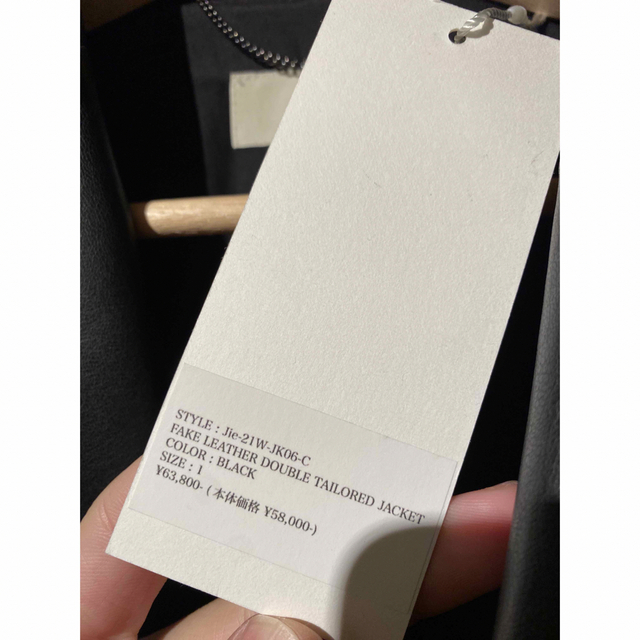 STYLE : Jie-21W-JK06-C
FAKE LEATHER DOUBLE TAILORED JACKET
COLOR : BLACK
SIZE : 1
¥63,800- ( 本体価格 ¥58,000-)